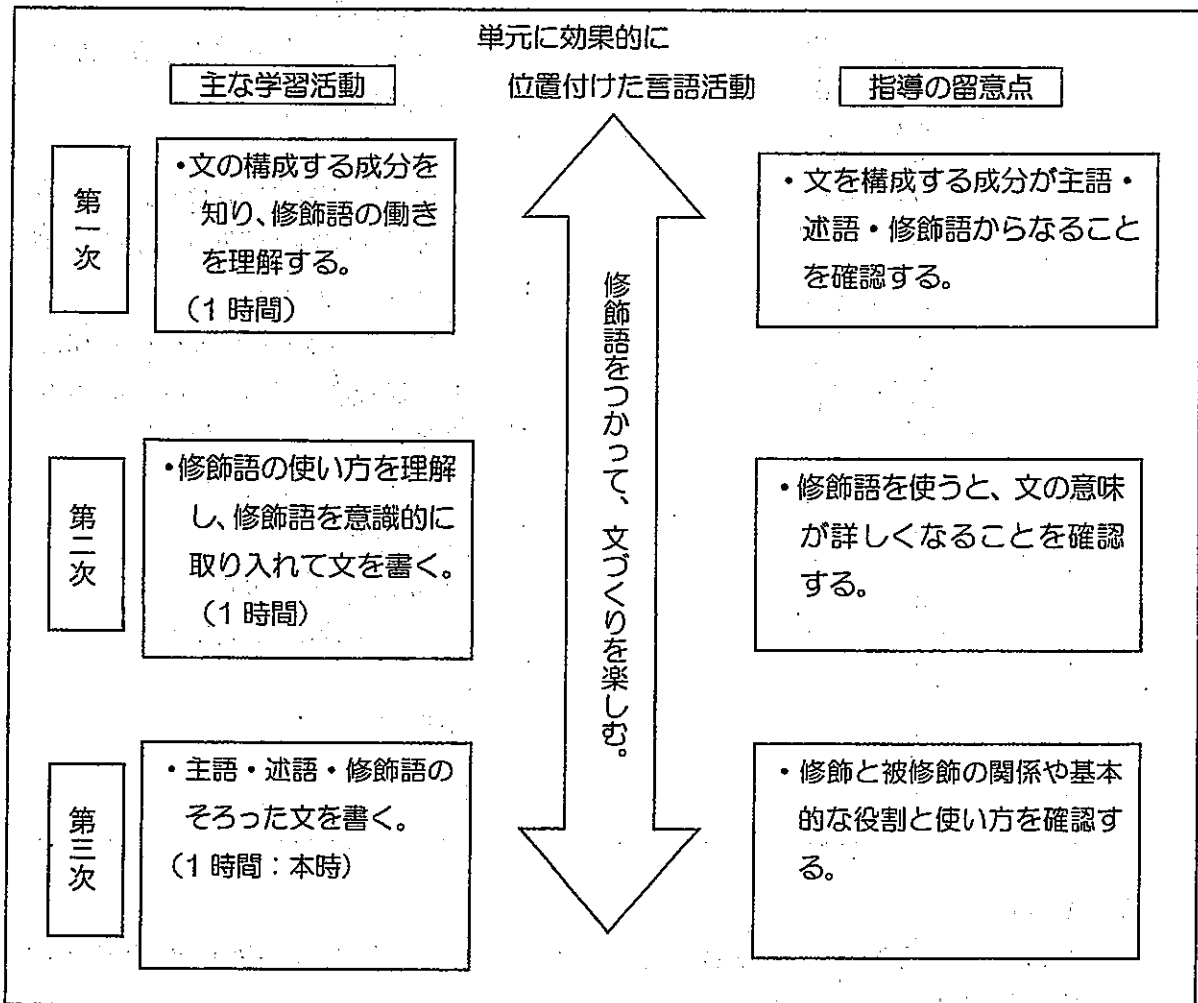 単元に効果的に
主な学習活動
位置付けた言語活動
指導の留意点
第一次
・文の構成する成分を
知り、修飾語の働き
を理解する。
（1時間）
・文を構成する成分が主語・
述語・修飾語からなること
を確認する。
修飾語をつかって、文づくりを楽しむ。
第二次
・修飾語の使い方を理解
し、修飾語を意識的に
取り入れて文を書く。
（1時間）
・修飾語を使うと、文の意味
が詳しくなることを確認
する。
第三次
・主語・述語・修飾語の
そろった文を書く。
（1時間：本時）
・修飾と被修飾の関係や基本
的な役割と使い方を確認す
る。